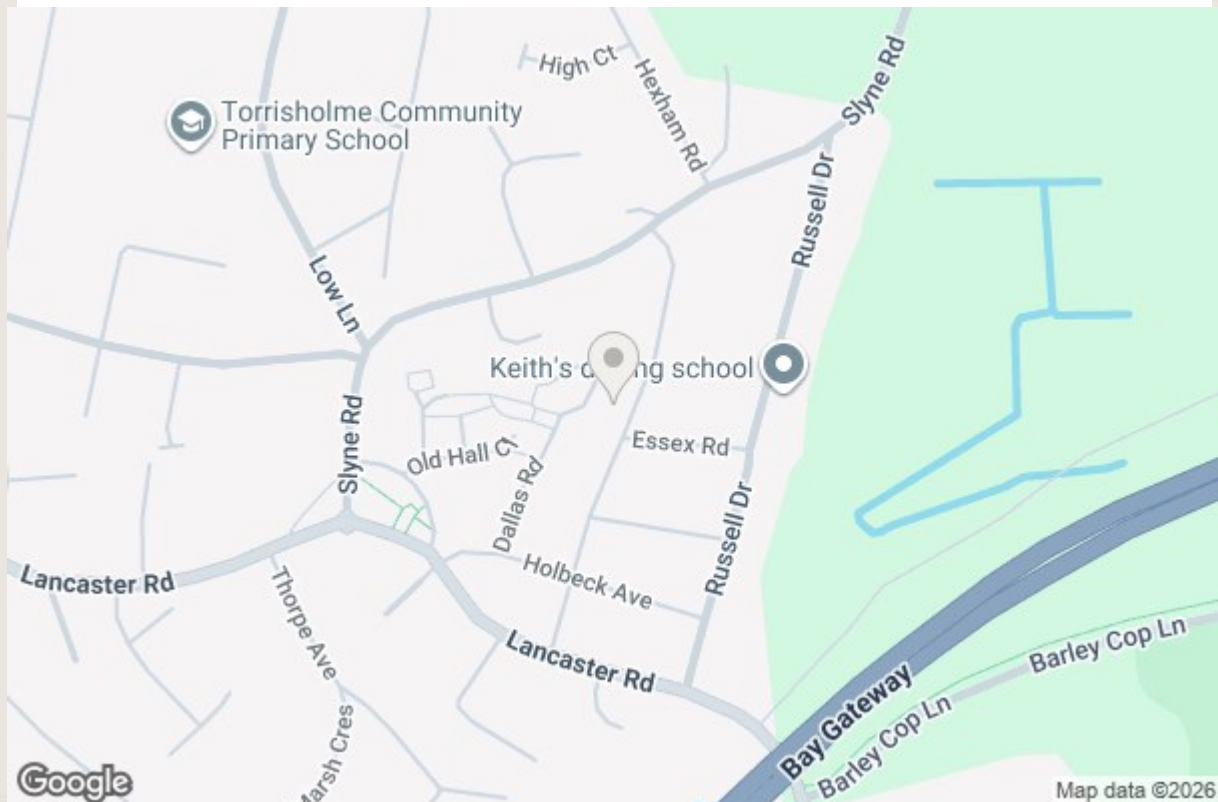 High Ct
Hexham Rd
Slyne Rd
Torrisholme Community
Primary School
Russell Dr
Low Ln
Keith's
school
Slyne Rd
Old Hall
Essex Rd
Dallas Rd
Russell Dr
Holbeck Ave
Lancaster Rd
Thorpe Ave
Lancaster Rd
Barley Cop Ln
Bay Gateway
Barley Cop Ln
Marsh Cres
Google
Map data ©2026